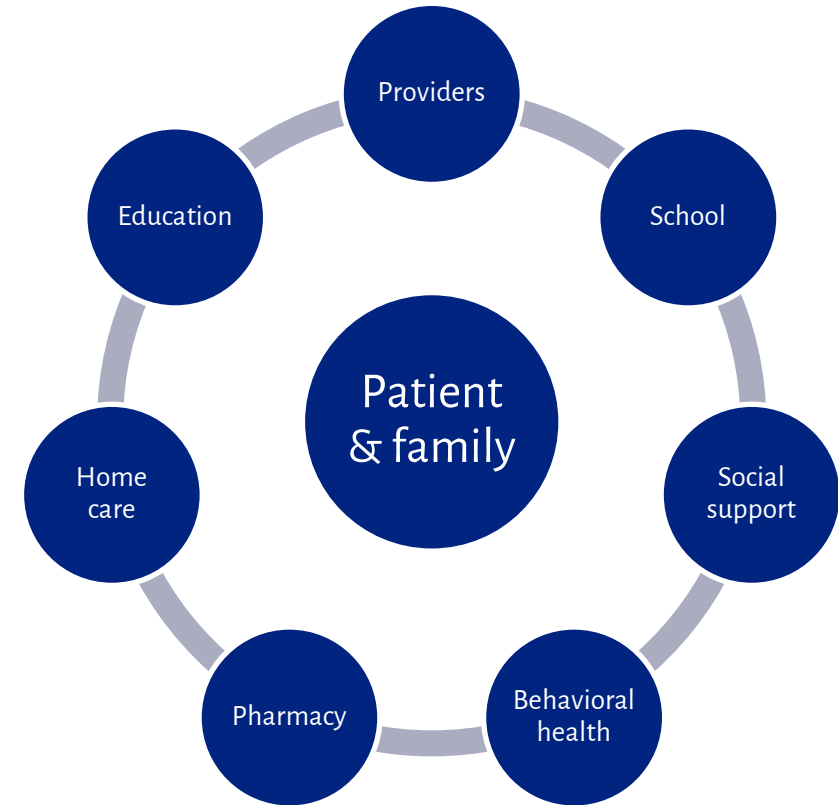 Providers
School
Social
support
Behavioral
health
Pharmacy
Home
care
Education
Patient
& family